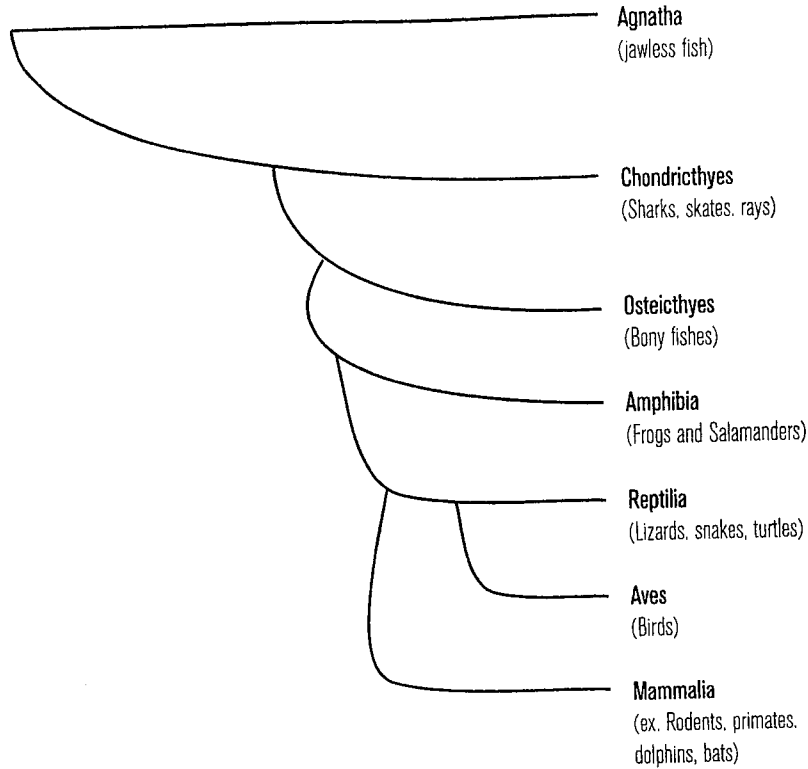 Agnatha
(jawless fish)
Chondricthyes
(Sharks, skates. rays)
Osteicthyes
(Bony fishes)
Amphibia
(Frogs and Salamanders)
Reptilia
(Lizards, snakes, turtles)
Aves
(Birds)
Mammalia
(ex. Rodents, primates.
dolphins, bats)